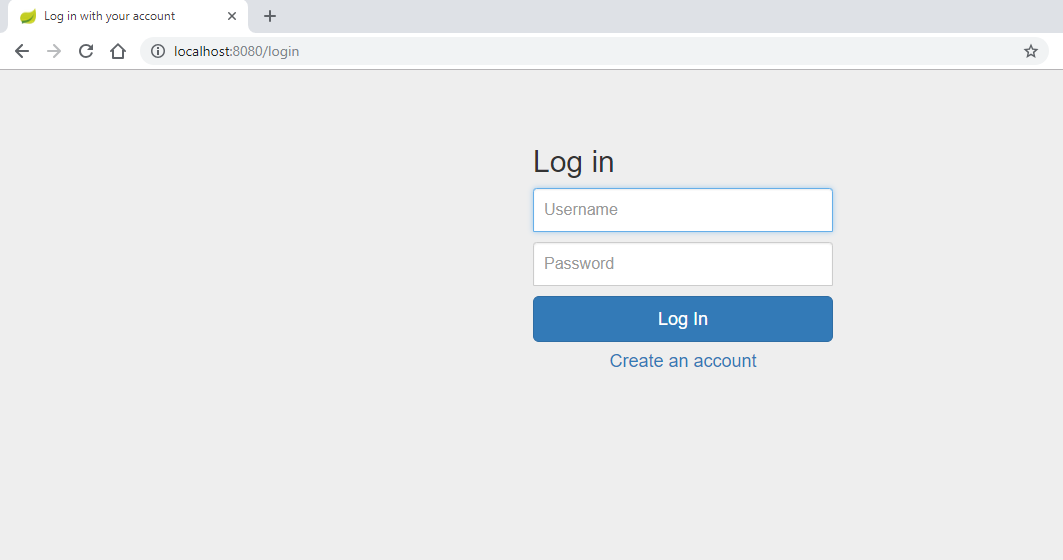 Log in with your account
localhost:8080/login
Log in
Username
Password
Log In
Create an account